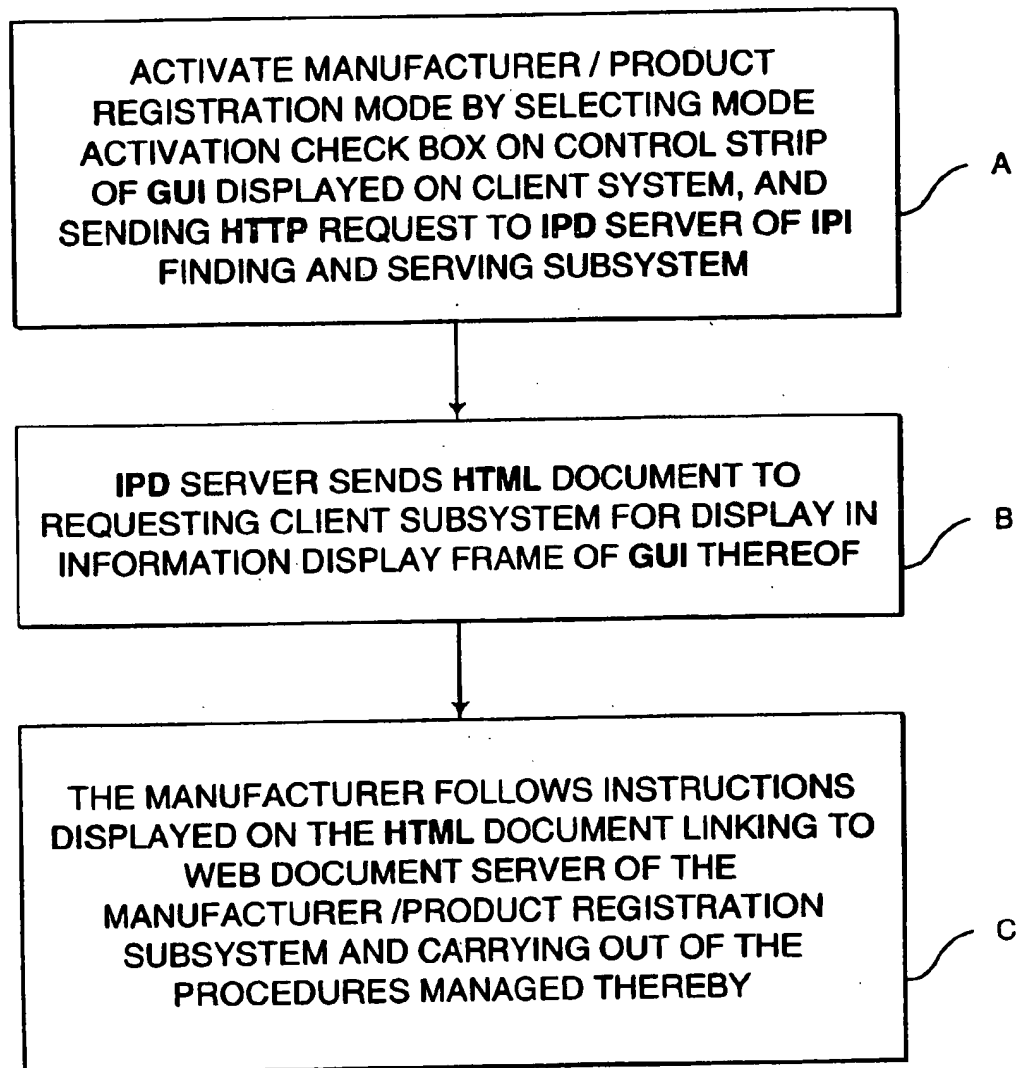 ACTIVATE MANUFACTURER / PRODUCT
REGISTRATION MODE BY SELECTING MODE
ACTIVATION CHECK BOX ON CONTROL STRIP
OF GUI DISPLAYED ON CLIENT SYSTEM, AND
SENDING HTTP REQUEST TO IPD SERVER OF IPI
FINDING AND SERVING SUBSYSTEM
A
IPD SERVER SENDS HTML DOCUMENT TO
REQUESTING CLIENT SUBSYSTEM FOR DISPLAY IN
INFORMATION DISPLAY FRAME OF GUI THEREOF
B
THE MANUFACTURER FOLLOWS INSTRUCTIONS
DISPLAYED ON THE HTML DOCUMENT LINKING TO
WEB DOCUMENT SERVER OF THE
MANUFACTURER /PRODUCT REGISTRATION
SUBSYSTEM AND CARRYING OUT OF THE
PROCEDURES MANAGED THEREBY
C